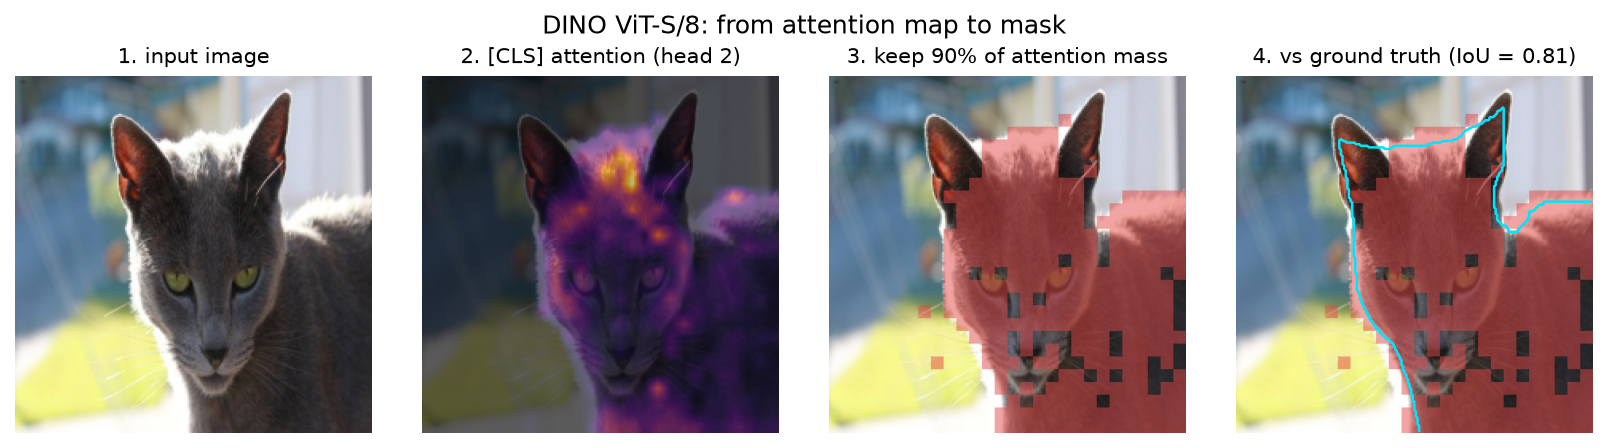 DINO ViT-S/8: from attention map to mask
1. input image
2. [CLS] attention (head 2)
3. keep 90% of attention mass
4. vs ground truth (IoU = 0.81)